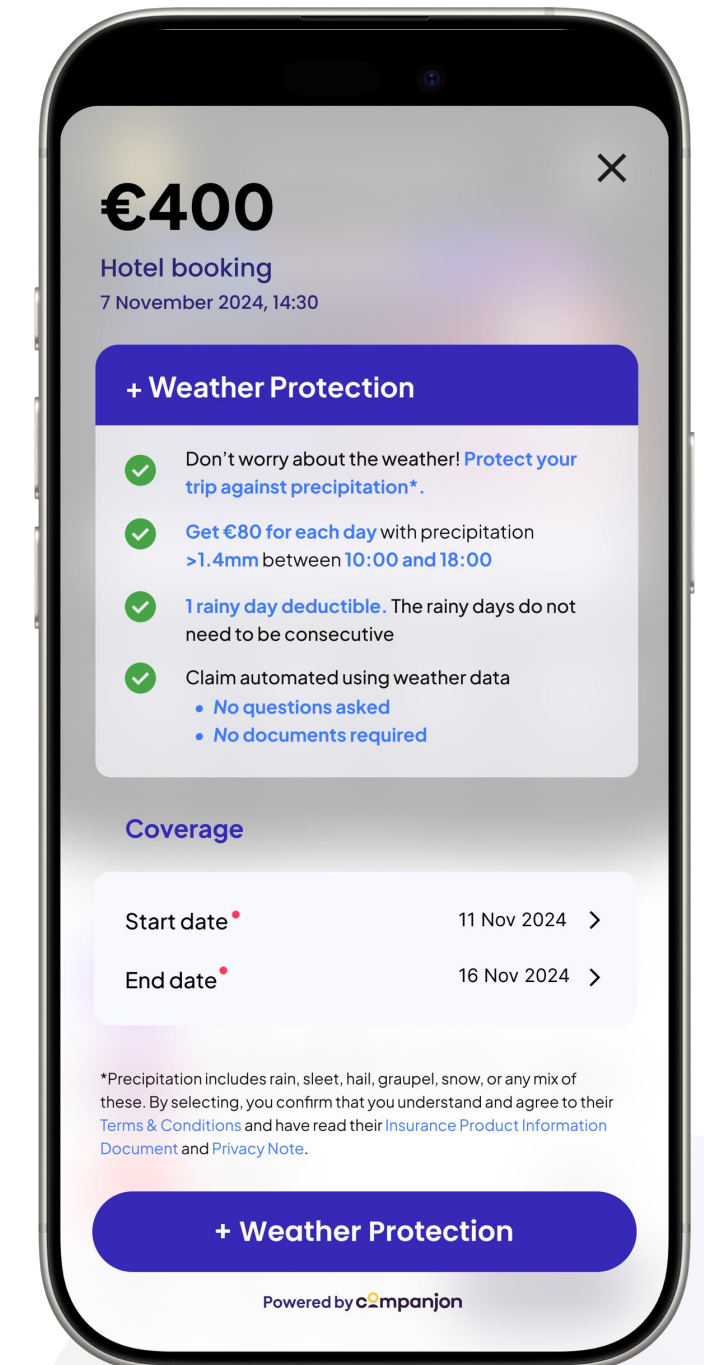 €400
Hotel booking
7 November 2024, 14:30
+ Weather Protection
Don't worry about the weather! Protect your
trip against precipitation*.
Get €80 for each day with precipitation
>1.4mm between 10:00 and 18:00
1 rainy day deductible. The rainy days do not
need to be consecutive
Claim automated using weather data
• No questions asked
• No documents required
Coverage
Start date
11 Nov 2024
End date
16 Nov 2024
*Precipitation includes rain, sleet, hail, graupel, snow, or any mix of
these. By selecting, you confirm that you understand and agree to their
Terms & Conditions and have read their Insurance Product Information
Document and Privacy Note.
+ Weather Protection
Powered by companjon